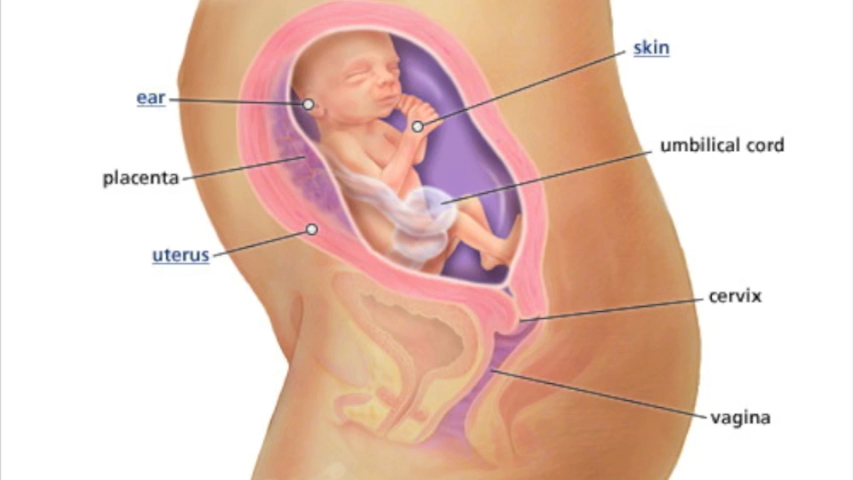 skin
ear
umbilical cord
placenta
uterus
cervix
vagina